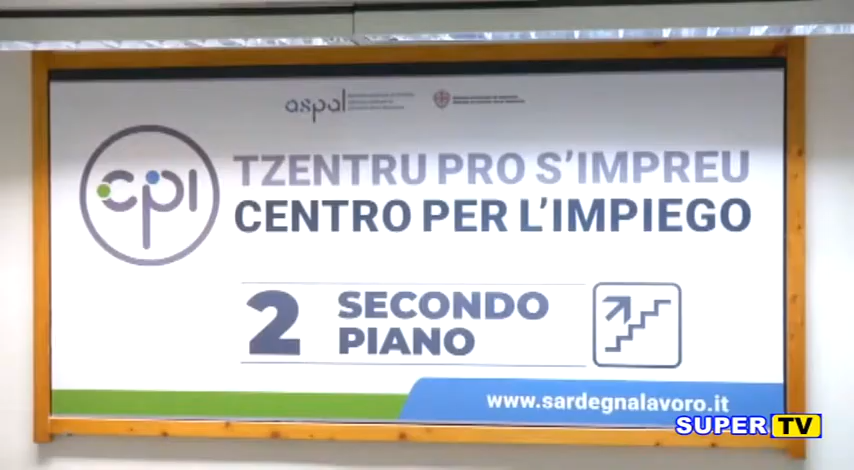 aspal
cpi
TZENTRU PRO S'IMPREU
CENTRO PER L'IMPIEGO
2 SECONDO
PIANO
www.sardegnalavoro.it
SUPER TV